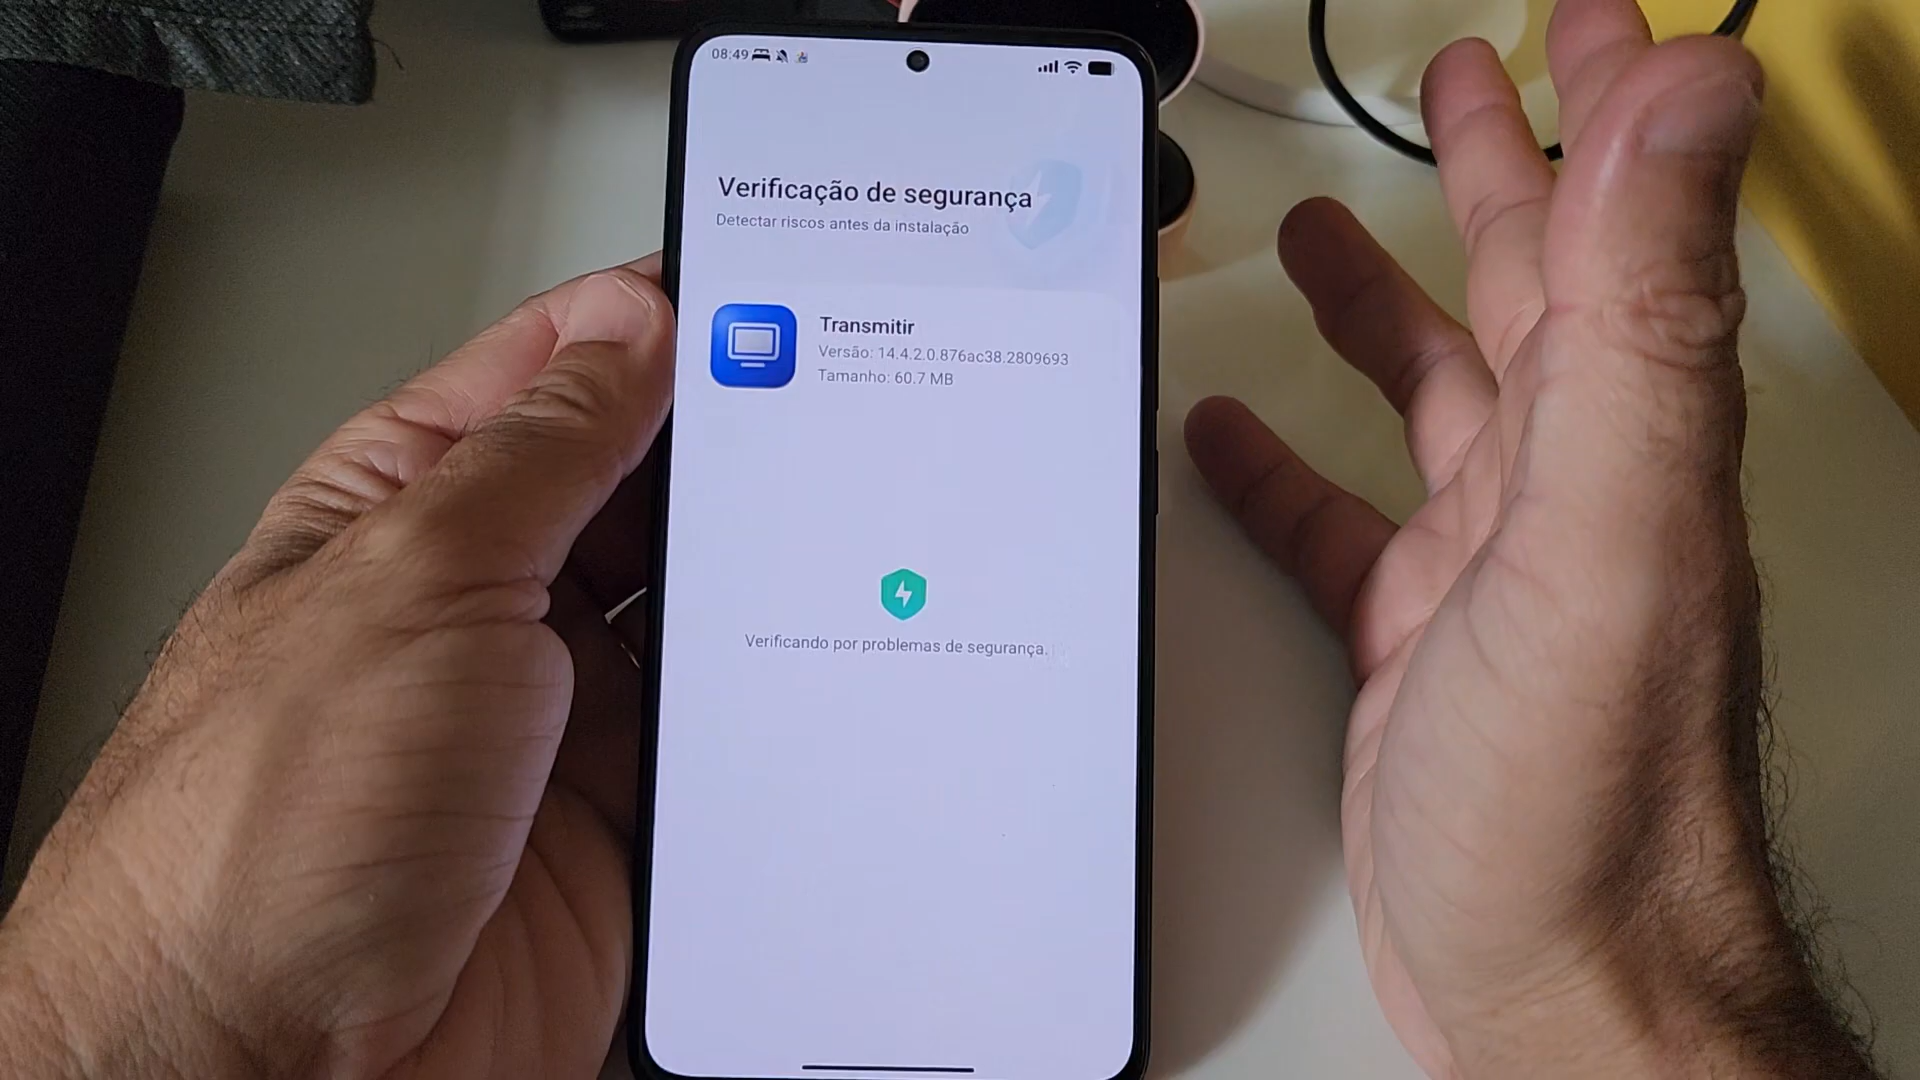 08:49
Verificação de segurança
Detectar riscos antes da instalação
Transmitir
Versão: 14.4.2.0.876ac38.2809693
Tamanho: 60.7 MB
Verificando por problemas de segurança.